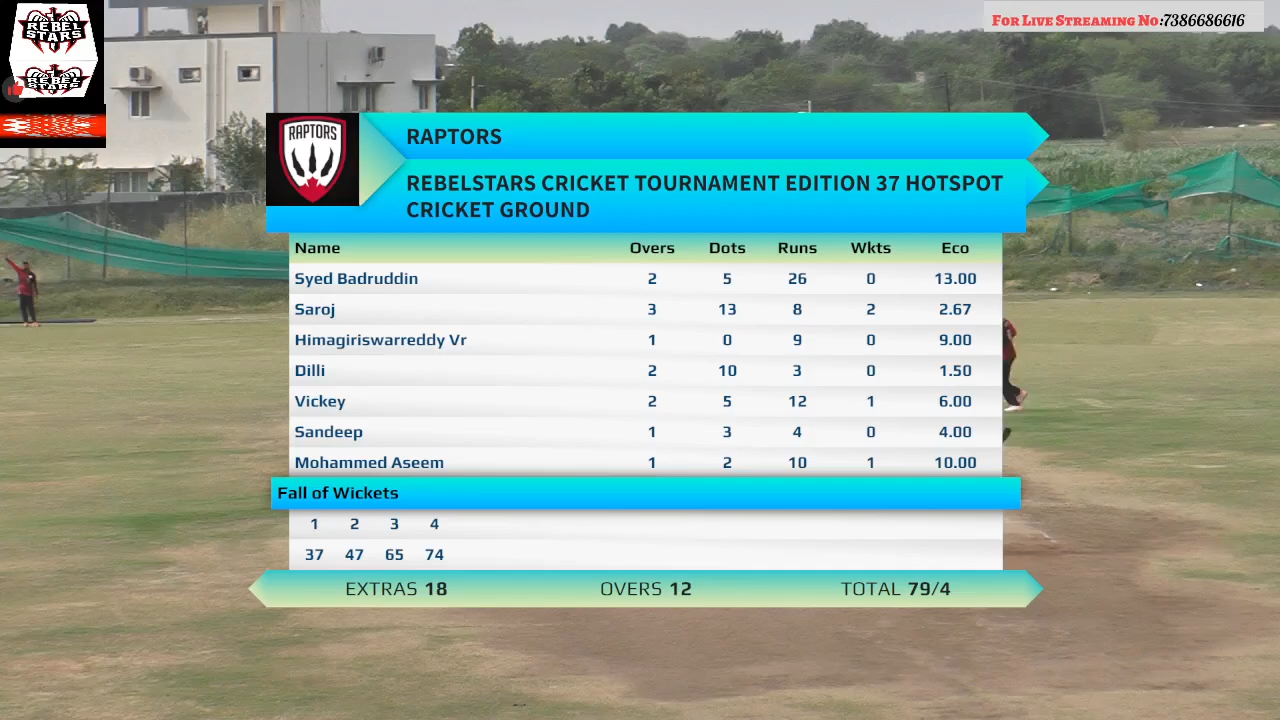 REBEL
STARS
REBEL
STARS
For Live Streaming No:7386686616
RAPTORS
RAPTORS
REBELSTARS CRICKET TOURNAMENT EDITION 37 HOTSPOT
CRICKET GROUND
Name Overs Dots Runs Wkts Eco
Syed Badruddin 2 5 26 0 13.00
Saroj 3 13 8 2 2.67
Himagiriswarreddy Vr 1 0 9 0 9.00
Dilli 2 10 3 0 1.50
Vickey 2 5 12 1 6.00
Sandeep 1 3 4 0 4.00
Mohammed Aseem 1 2 10 1 10.00
Fall of Wickets
1 2 3 4
37 47 65 74
EXTRAS 18 OVERS 12 TOTAL 79/4